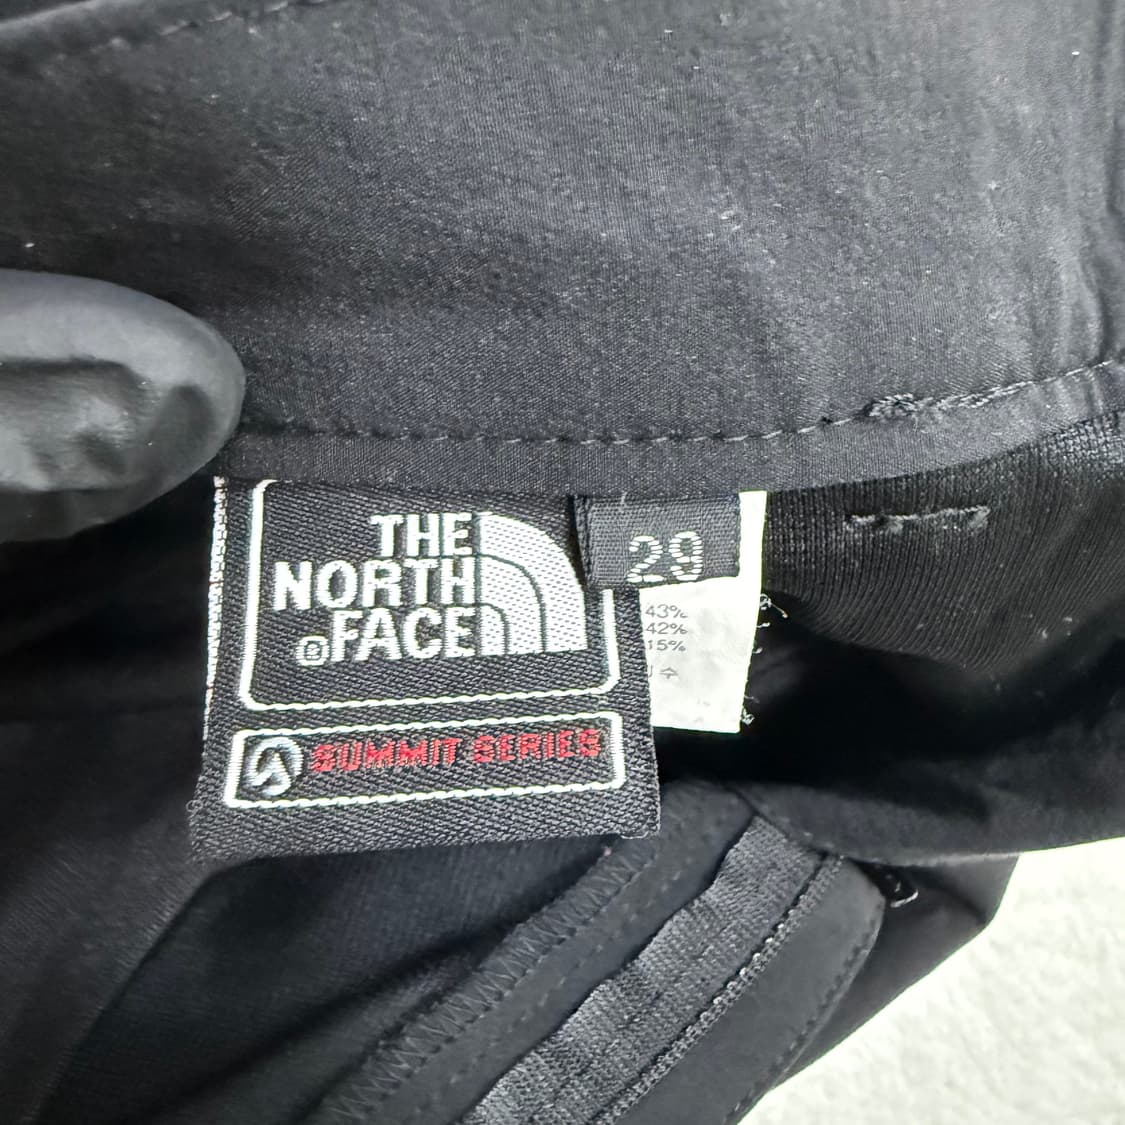 THE
NORTH
®FACE
SUMMIT SERIES
29
43%
42%
15%